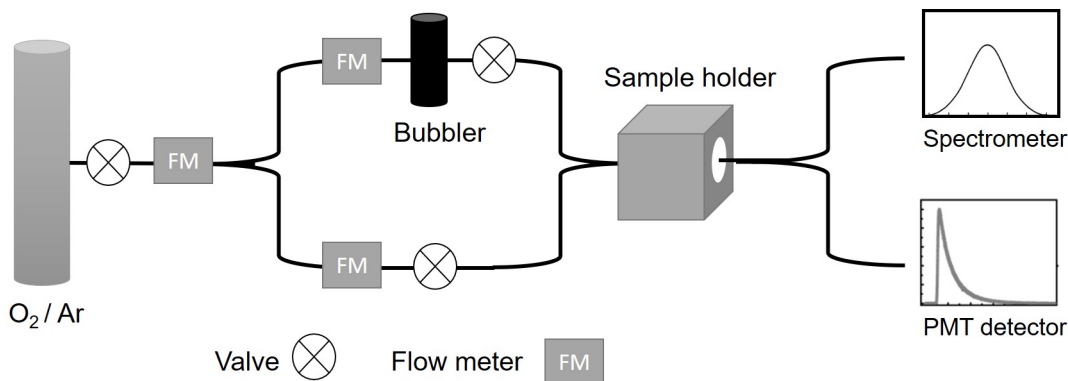 FM
Bubbler
Sample holder
Spectrometer
FM
FM
O₂ / Ar
PMT detector
Valve
Flow meter
FM